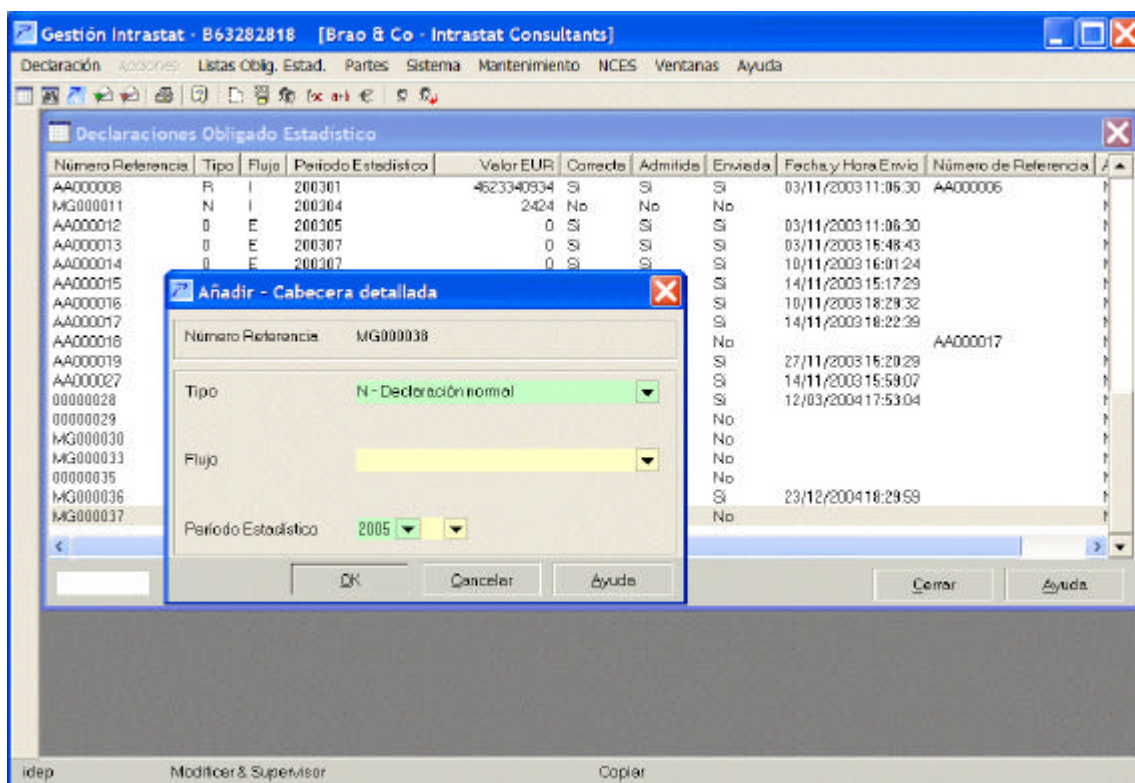 Gestión Intrastat - B63282818 [Brao & Co - Intrastat Consultants]
Declaración Acciones Listas Oblig. Estad. Partes Sistema Mantenimiento NCES Ventanas Ayuda
Declaraciones Obligado Estadístico
Número Referencia Tipo Flujo Período Estadístico Valor EUR Correcta Admitida Enviada Fecha y Hora Envío Número de Referencia
AA000008 R I 200301 4623340934 Si Si Si 03/11/2003 11:06:30 AA000006
MG000011 N I 200304 2424 No No No
AA000012 0 E 200305 0 Si Si Si 03/11/2003 11:06:30
AA000013 0 E 200307 0 Si Si Si 03/11/2003 15:48:43
AA000014 0 E 200307 0 Si Si Si 10/11/2003 16:01:24
AA000015 Si 14/11/2003 15:17:29
AA000016 Si 10/11/2003 18:29:32
AA000017 Si 14/11/2003 18:22:39
AA000018 No AA000017
AA000019 Si 27/11/2003 15:20:29
AA000027 Si 14/11/2003 15:59:07
00000028 Si 12/03/2004 17:53:04
00000029 No
MG000030 No
MG000033 No
00000035 No
MG000036 Si 23/12/2004 18:29:59
MG000037 No
Añadir - Cabecera detallada
Número Referencia MG000038
Tipo N - Declaración normal
Flujo
Período Estadístico 2005
OK Cancelar Ayuda
Cerrar Ayuda
idep Modificer & Supervisor Copiar